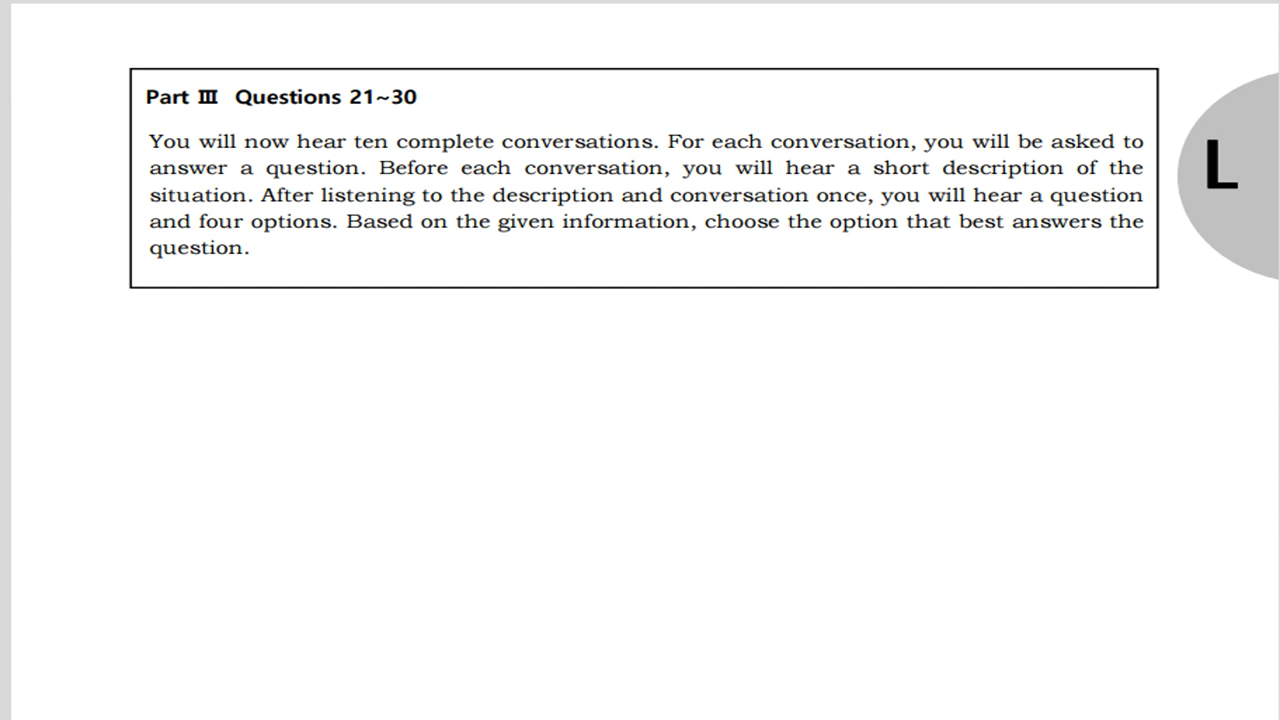 Part Ⅲ Questions 21~30
You will now hear ten complete conversations. For each conversation, you will be asked to
answer a question. Before each conversation, you will hear a short description of the
situation. After listening to the description and conversation once, you will hear a question
and four options. Based on the given information, choose the option that best answers the
question.
L